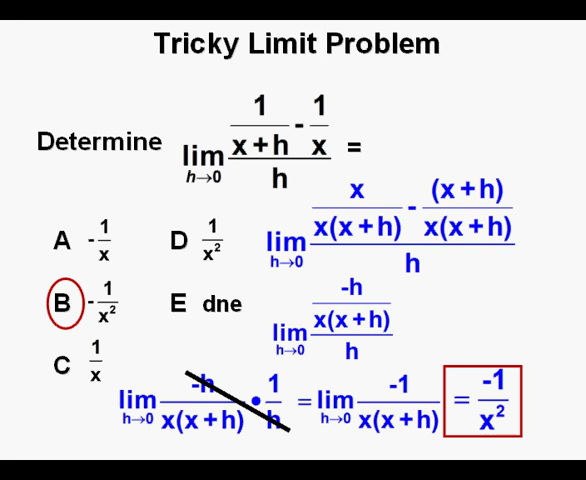 Tricky Limit Problem
Determine lim h→0 (1/(x+h) - 1/x)/h =
lim h→0 (x/x(x+h) - (x+h)/x(x+h))/h
A -1/x D 1/x²
B -1/x² E dne
lim h→0 (-h/x(x+h))/h
C 1/x
lim h→0 -h/x(x+h) • 1/h = lim h→0 -1/x(x+h) = -1/x²